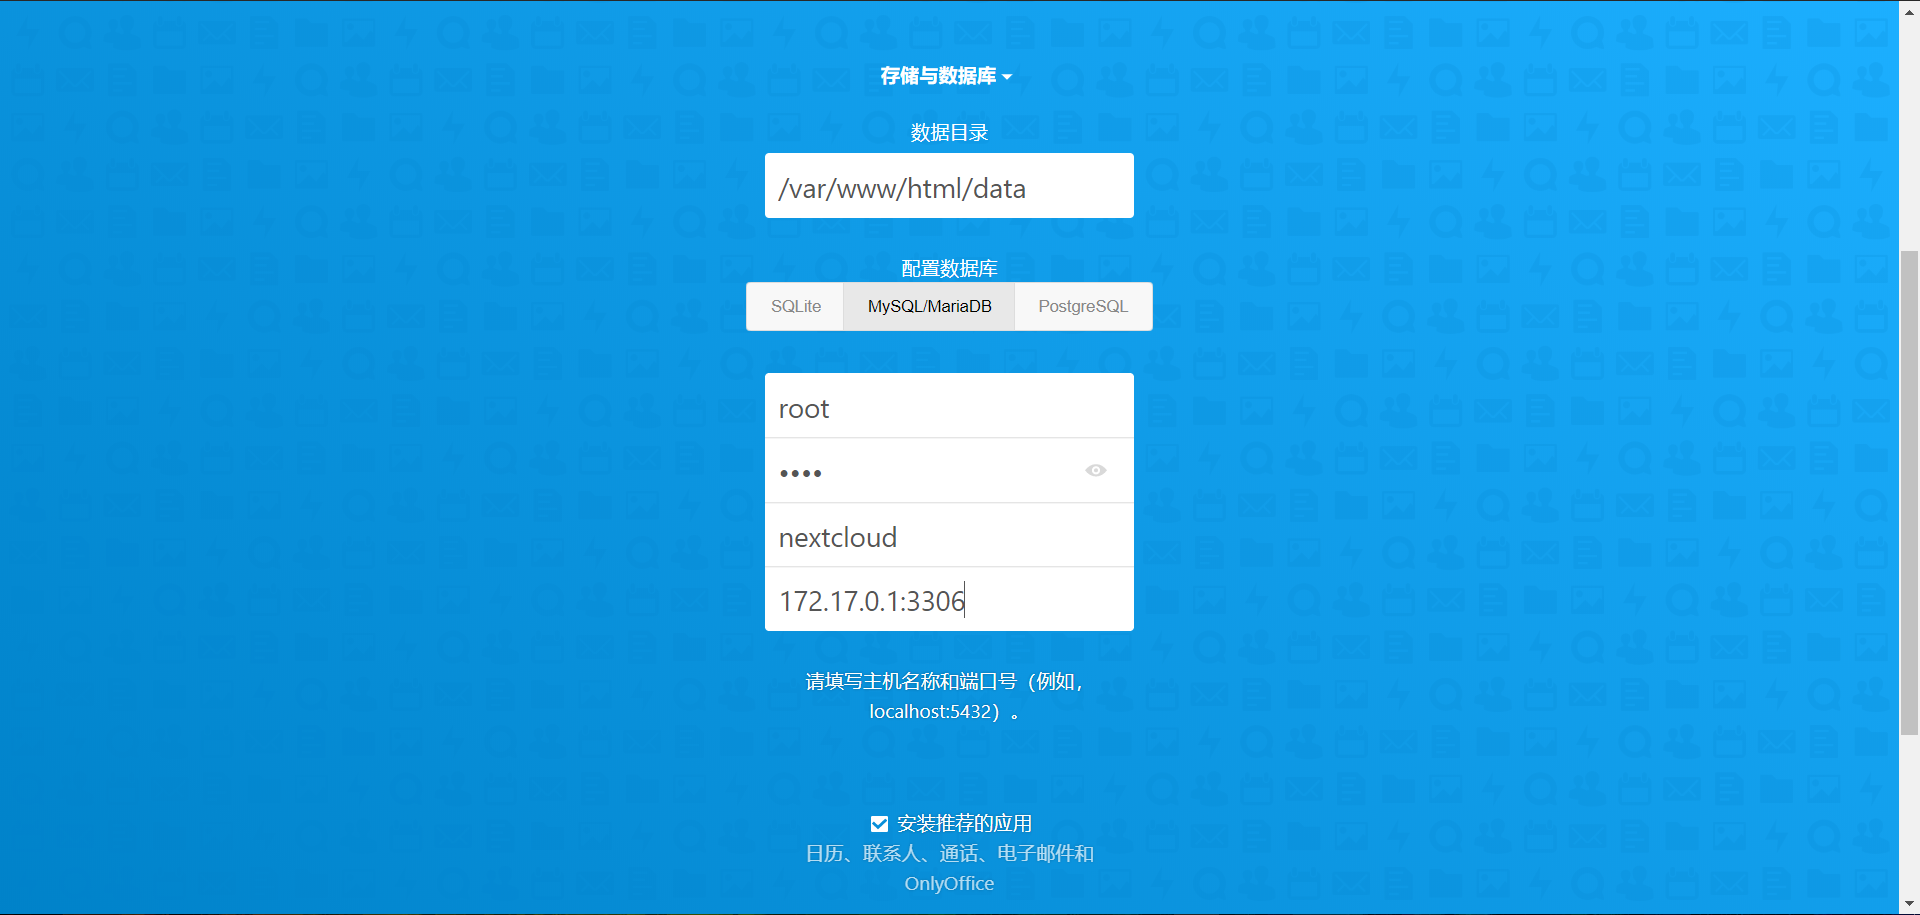 存储与数据库
数据目录
/var/www/html/data
配置数据库
SQLite
MySQL/MariaDB
PostgreSQL
root
••••
nextcloud
172.17.0.1:3306
请填写主机名称和端口号（例如，
localhost:5432）。
安装推荐的应用
日历、联系人、通话、电子邮件和
OnlyOffice